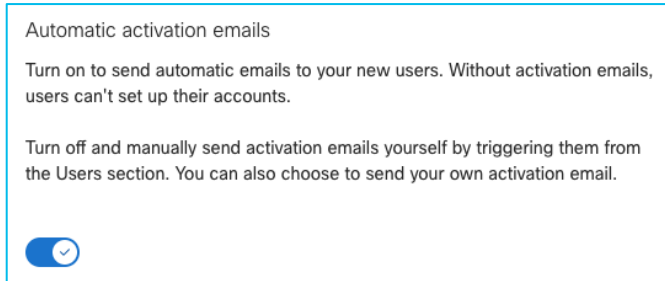 Automatic activation emails
Turn on to send automatic emails to your new users. Without activation emails,
users can't set up their accounts.
Turn off and manually send activation emails yourself by triggering them from
the Users section. You can also choose to send your own activation email.